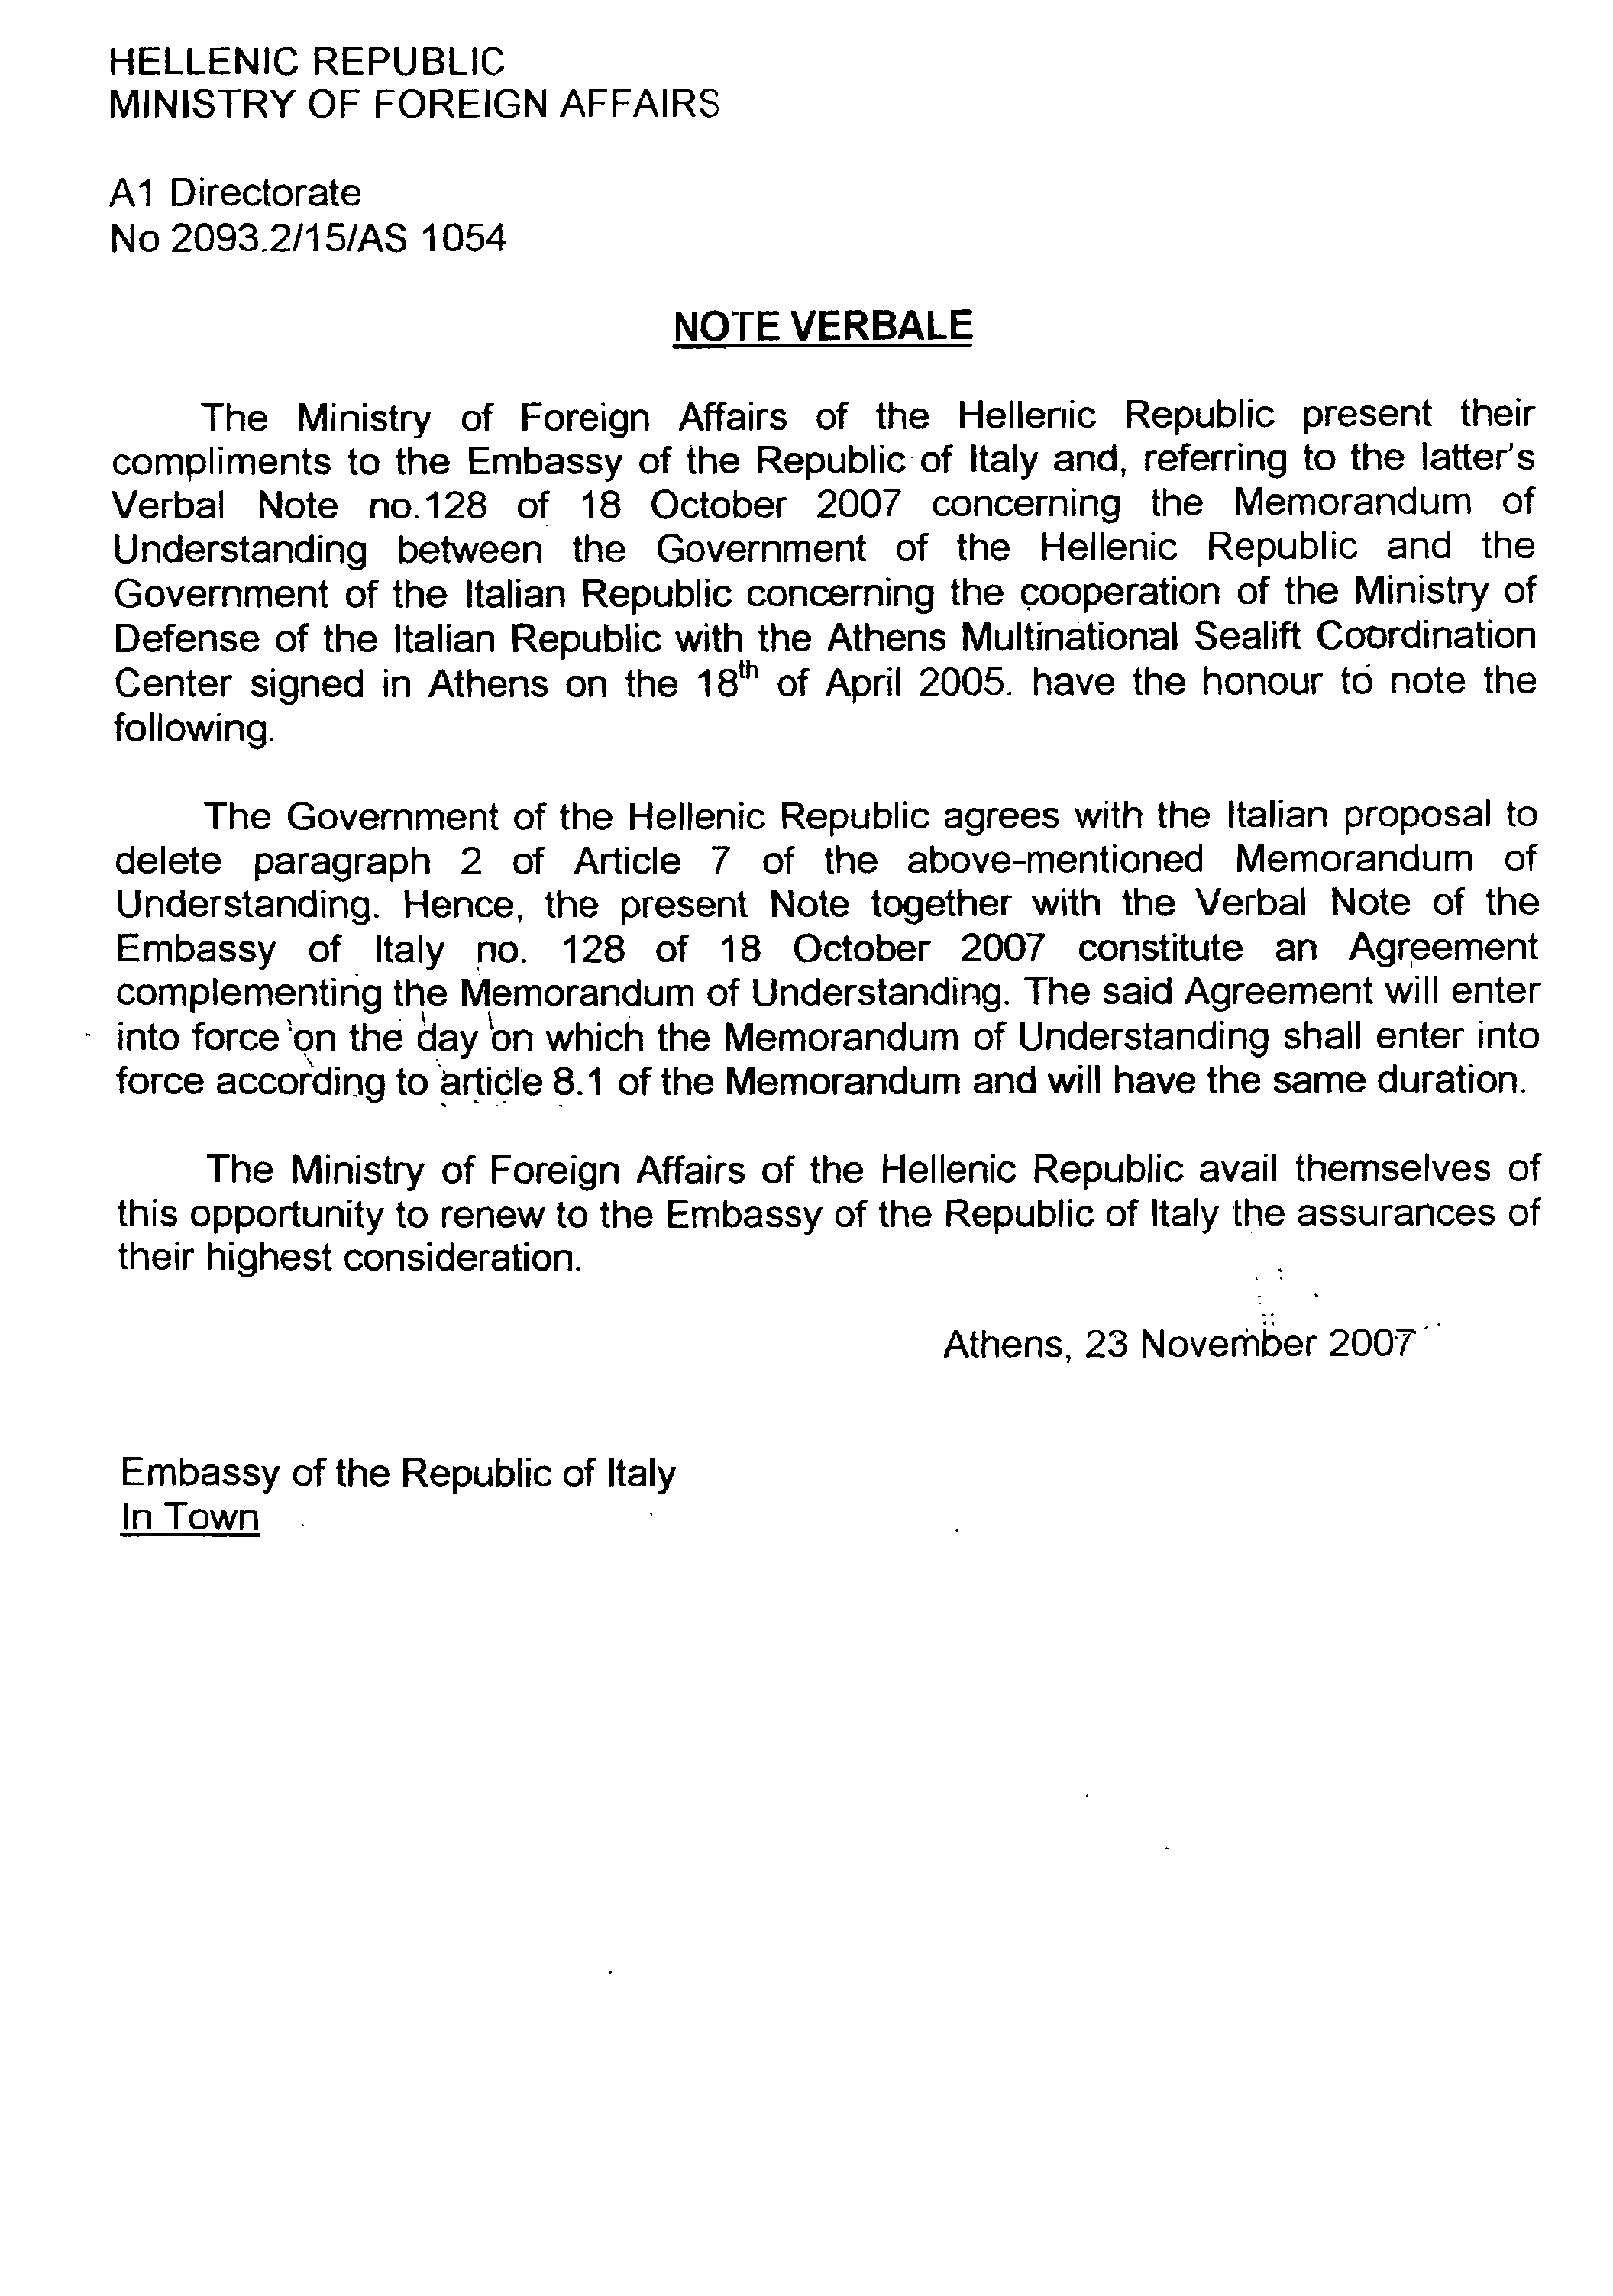 HELLENIC REPUBLIC
MINISTRY OF FOREIGN AFFAIRS
A1 Directorate
No 2093.2/15/AS 1054
NOTE VERBALE
The Ministry of Foreign Affairs of the Hellenic Republic present their
compliments to the Embassy of the Republic of Italy and, referring to the latter's
Verbal Note no.128 of 18 October 2007 concerning the Memorandum of
Understanding between the Government of the Hellenic Republic and the
Government of the Italian Republic concerning the cooperation of the Ministry of
Defense of the Italian Republic with the Athens Multinational Sealift Coordination
Center signed in Athens on the 18th of April 2005. have the honour to note the
following.
The Government of the Hellenic Republic agrees with the Italian proposal to
delete paragraph 2 of Article 7 of the above-mentioned Memorandum of
Understanding. Hence, the present Note together with the Verbal Note of the
Embassy of Italy no. 128 of 18 October 2007 constitute an Agreement
complementing the Memorandum of Understanding. The said Agreement will enter
into force on the day on which the Memorandum of Understanding shall enter into
force according to article 8.1 of the Memorandum and will have the same duration.
The Ministry of Foreign Affairs of the Hellenic Republic avail themselves of
this opportunity to renew to the Embassy of the Republic of Italy the assurances of
their highest consideration.
Athens, 23 November 2007
Embassy of the Republic of Italy
In Town